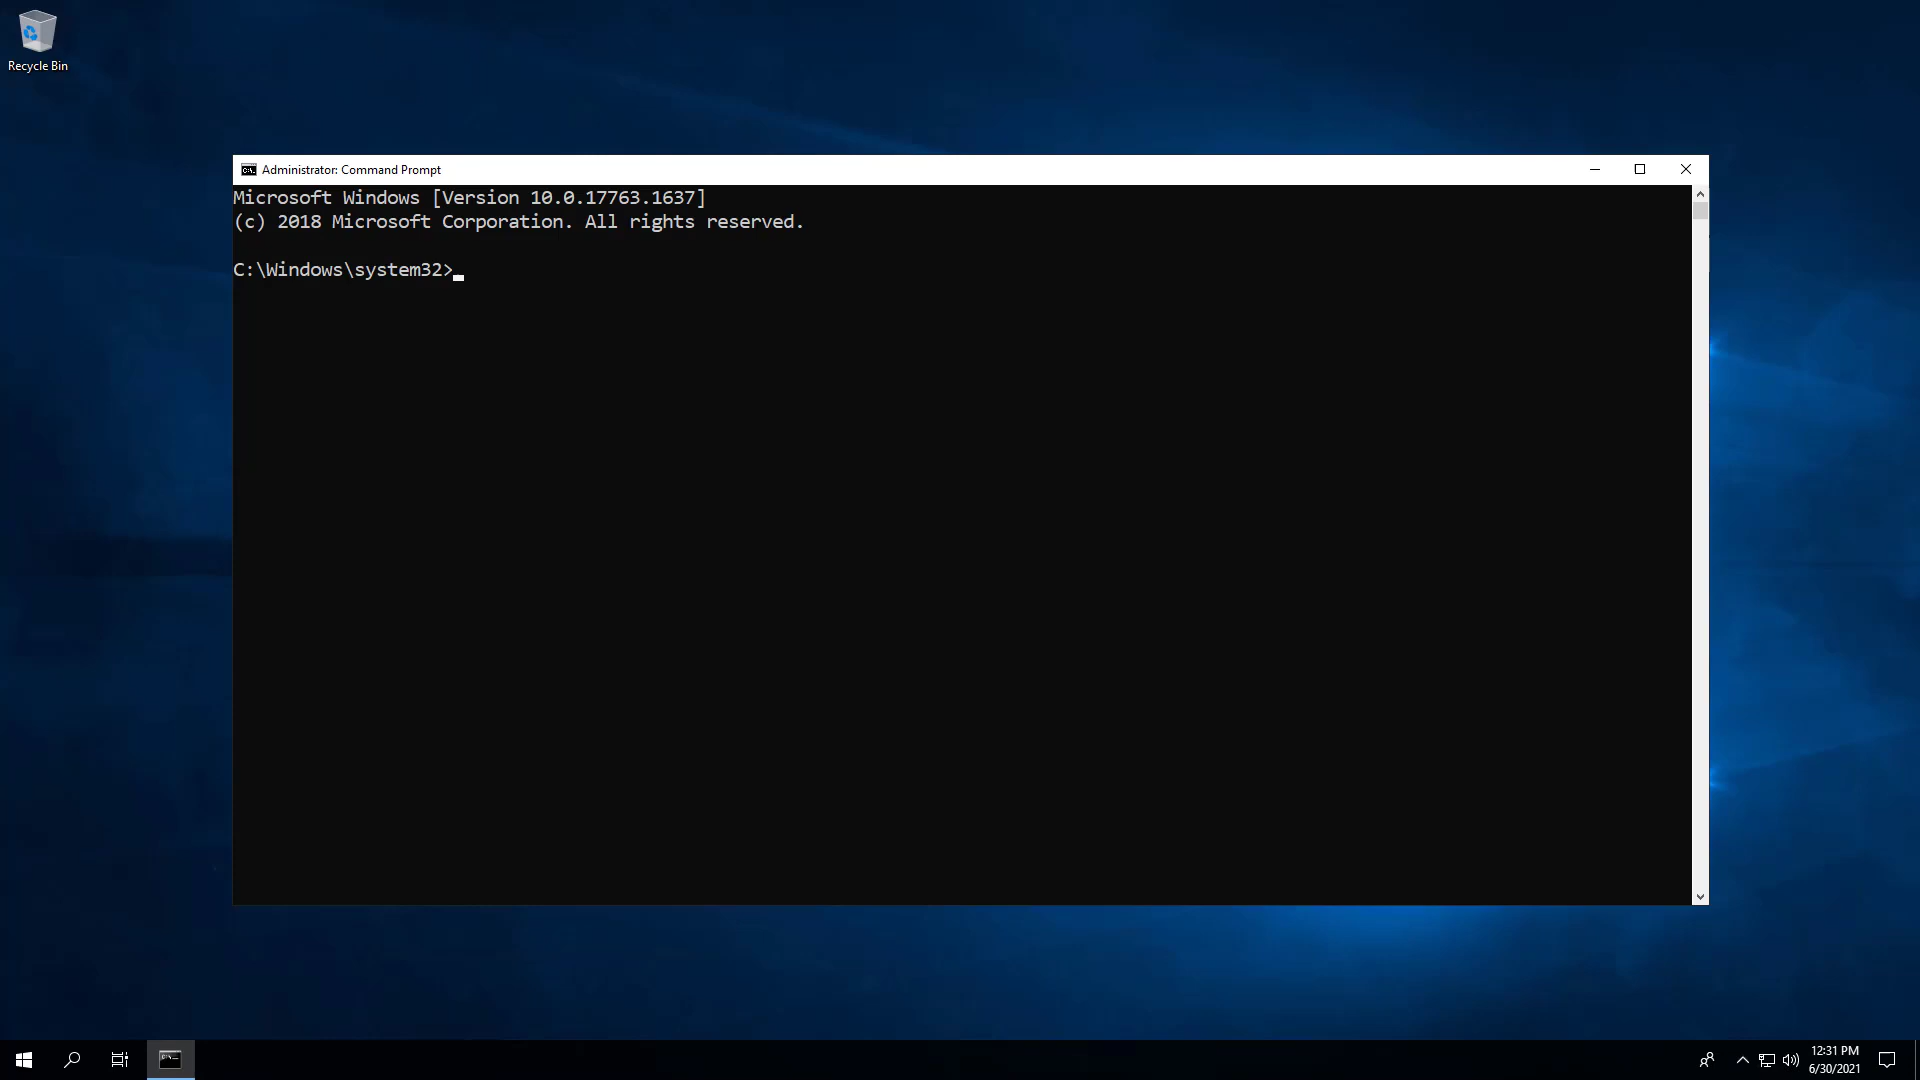 Recycle Bin
Administrator: Command Prompt
Microsoft Windows [Version 10.0.17763.1637]
(c) 2018 Microsoft Corporation. All rights reserved.
C:\Windows\system32>
12:31 PM
6/30/2021